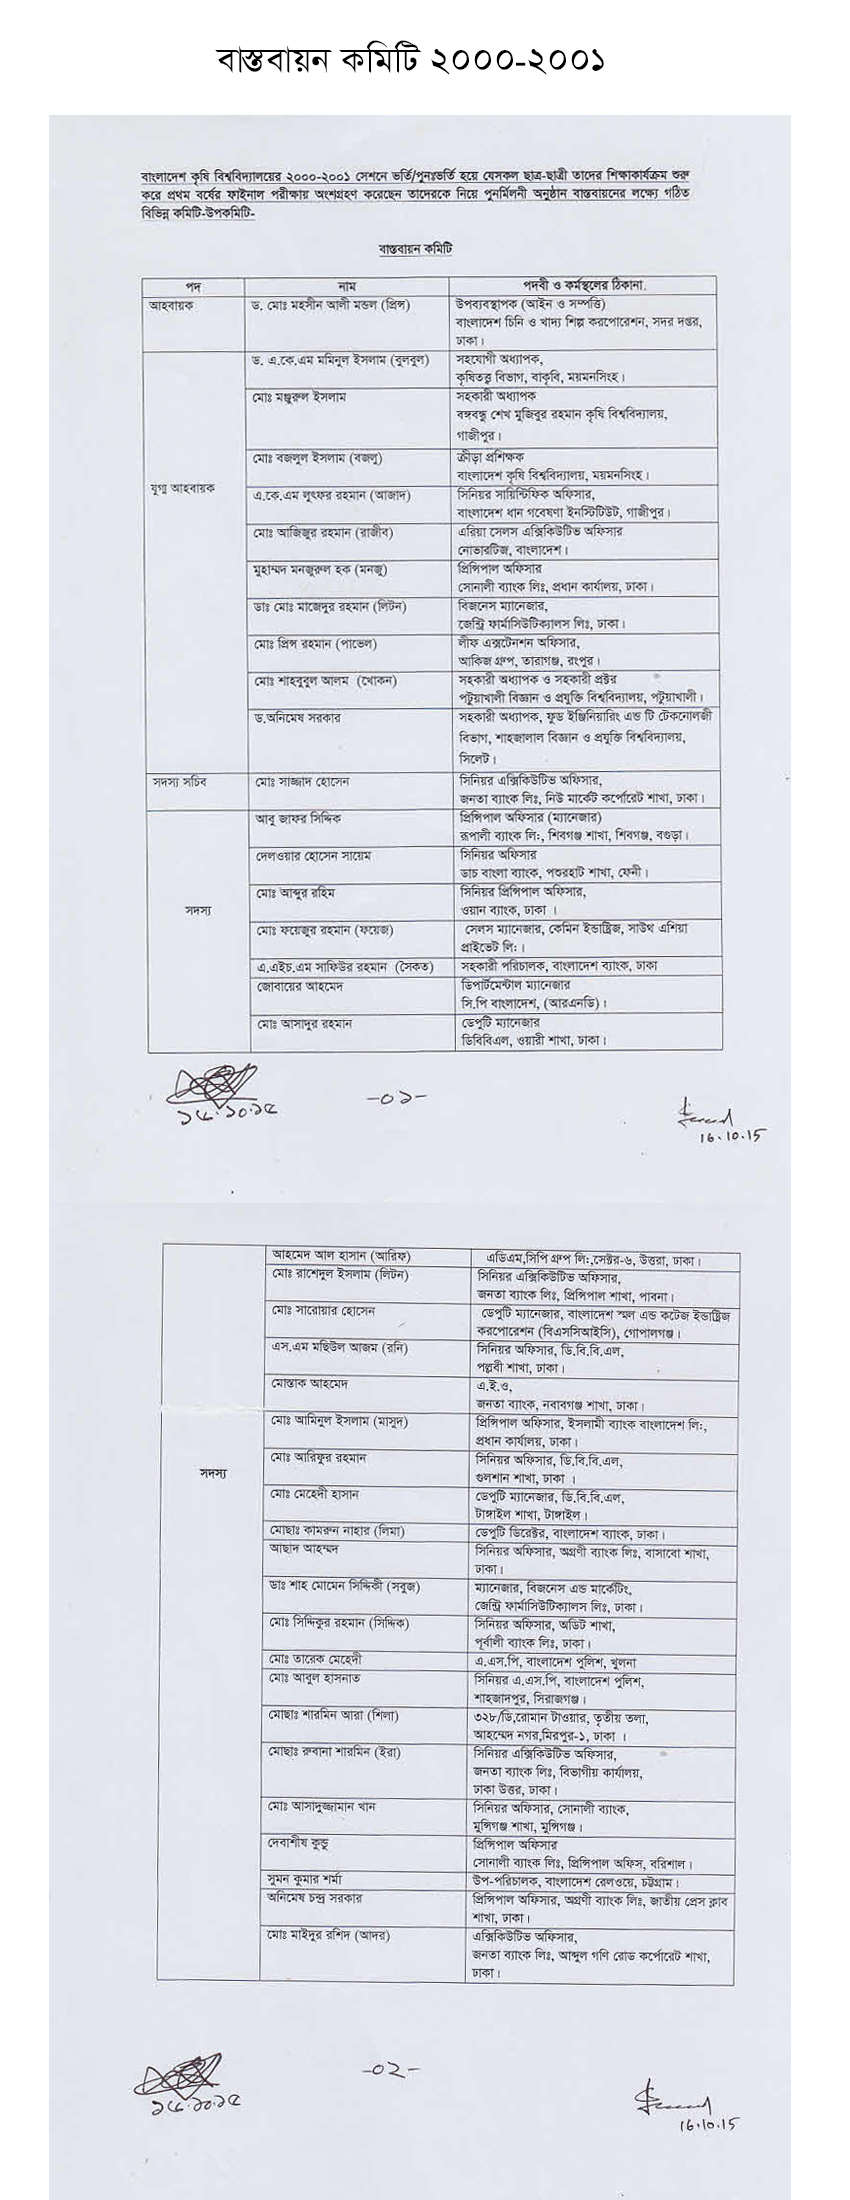 বাস্তবায়ন কমিটি ২০০০-২০০১
বাংলাদেশ কৃষি বিশ্ববিদ্যালয়ের ২০০০-২০০১ সেশনে ভর্তি/পুনঃভর্তি হয়ে যেসকল ছাত্র-ছাত্রী তাদের শিক্ষাকার্যক্রম শুরু
করে প্রথম বর্ষের ফাইনাল পরীক্ষায় অংশগ্রহণ করেছেন তাদেরকে নিয়ে পুনর্মিলনী অনুষ্ঠান বাস্তবায়নের লক্ষ্যে গঠিত
বিভিন্ন কমিটি-উপকমিটি-
বাস্তবায়ন কমিটি
পদ নাম পদবী ও কর্মস্থলের ঠিকানা
আহবায়ক ড. মোঃ মহসীন আলী মন্ডল (প্রিন্স) উপব্যবস্থাপক (আইন ও সম্পত্তি)
বাংলাদেশ চিনি ও খাদ্য শিল্প করপোরেশন, সদর দপ্তর,
ঢাকা।
ড. এ.কে.এম মমিনুল ইসলাম (বুলবুল) সহযোগী অধ্যাপক,
কৃষিতত্ত্ব বিভাগ, বাকৃবি, ময়মনসিংহ।
মোঃ মঞ্জুরুল ইসলাম সহকারী অধ্যাপক
বঙ্গবন্ধু শেখ মুজিবুর রহমান কৃষি বিশ্ববিদ্যালয়,
গাজীপুর।
মোঃ বজলুল ইসলাম (বজলু) ক্রীড়া প্রশিক্ষক
বাংলাদেশ কৃষি বিশ্ববিদ্যালয়, ময়মনসিংহ।
যুগ্ম আহবায়ক এ.কে.এম লুৎফর রহমান (আজাদ) সিনিয়র সায়িন্টিফিক অফিসার,
বাংলাদেশ ধান গবেষণা ইনস্টিটিউট, গাজীপুর।
মোঃ আজিজুর রহমান (রাজীব) এরিয়া সেলস এক্সিকিউটিভ অফিসার
নোভারটিজ, বাংলাদেশ।
মুহাম্মদ মনজুরুল হক (মনজু) প্রিন্সিপাল অফিসার
সোনালী ব্যাংক লিঃ, প্রধান কার্যালয়, ঢাকা।
ডাঃ মোঃ মাজেদুর রহমান (লিটন) বিজনেস ম্যানেজার,
জেন্ট্রি ফার্মাসিউটিক্যালস লিঃ, ঢাকা।
মোঃ প্রিন্স রহমান (পাভেল) লীফ এক্সটেনশন অফিসার,
আকিজ গ্রুপ, তারাগঞ্জ, রংপুর।
মোঃ শাহবুবুল আলম (খোকন) সহকারী অধ্যাপক ও সহকারী প্রক্টর
পটুয়াখালী বিজ্ঞান ও প্রযুক্তি বিশ্ববিদ্যালয়, পটুয়াখালী।
ড.অনিমেষ সরকার সহকারী অধ্যাপক, ফুড ইঞ্জিনিয়ারিং এন্ড টি টেকনোলজী
বিভাগ, শাহজালাল বিজ্ঞান ও প্রযুক্তি বিশ্ববিদ্যালয়,
সিলেট।
সদস্য সচিব মোঃ সাজ্জাদ হোসেন সিনিয়র এক্সিকিউটিভ অফিসার,
জনতা ব্যাংক লিঃ, নিউ মার্কেট কর্পোরেট শাখা, ঢাকা।
আবু জাফর সিদ্দিক প্রিন্সিপাল অফিসার (ম্যানেজার)
রূপালী ব্যাংক লি:, শিবগঞ্জ শাখা, শিবগঞ্জ, বগুড়া।
দেলওয়ার হোসেন সায়েম সিনিয়র অফিসার
ডাচ বাংলা ব্যাংক, পশুরহাট শাখা, ফেনী।
মোঃ আব্দুর রহিম সিনিয়র প্রিন্সিপাল অফিসার,
সদস্য ওয়ান ব্যাংক, ঢাকা ।
মোঃ ফয়েজুর রহমান (ফয়েজ) সেলস ম্যানেজার, কেমিন ইন্ডাষ্ট্রিজ, সাউথ এশিয়া
প্রাইভেট লি:।
এ.এইচ.এম সাফিউর রহমান (সৈকত) সহকারী পরিচালক, বাংলাদেশ ব্যাংক, ঢাকা
জোবায়ের আহমেদ ডিপার্টমেন্টাল ম্যানেজার
সি.পি বাংলাদেশ, (আরএনডি)।
মোঃ আসাদুর রহমান ডেপুটি ম্যানেজার
ডিবিবিএল, ওয়ারী শাখা, ঢাকা।
-০১-
16.10.15
আহমেদ আল হাসান (আরিফ) এডিএম,সিপি গ্রুপ লি:,সেক্টর-৬, উত্তরা, ঢাকা।
মোঃ রাশেদুল ইসলাম (লিটন) সিনিয়র এক্সিকিউটিভ অফিসার,
জনতা ব্যাংক লিঃ, প্রিন্সিপাল শাখা, পাবনা।
মোঃ সারোয়ার হোসেন ডেপুটি ম্যানেজার, বাংলাদেশ স্মল এন্ড কটেজ ইন্ডাষ্ট্রিজ
করপোরেশন (বিএসসিআইসি), গোপালগঞ্জ।
এস.এম মছিউল আজম (রনি) সিনিয়র অফিসার, ডি.বি.বি.এল,
পল্লবী শাখা, ঢাকা।
মোস্তাক আহমেদ এ.ই.ও,
জনতা ব্যাংক, নবাবগঞ্জ শাখা, ঢাকা।
মোঃ আমিনুল ইসলাম (মাসুদ) প্রিন্সিপাল অফিসার, ইসলামী ব্যাংক বাংলাদেশ লি:,
প্রধান কার্যালয়, ঢাকা।
মোঃ আরিফুর রহমান সিনিয়র অফিসার, ডি.বি.বি.এল,
সদস্য গুলশান শাখা, ঢাকা ।
মোঃ মেহেদী হাসান ডেপুটি ম্যানেজার, ডি.বি.বি.এল,
টাঙ্গাইল শাখা, টাঙ্গাইল।
মোছাঃ কামরুন নাহার (লিমা) ডেপুটি ডিরেক্টর, বাংলাদেশ ব্যাংক, ঢাকা।
আছাদ আহম্মদ সিনিয়র অফিসার, অগ্রণী ব্যাংক লিঃ, বাসাবো শাখা,
ঢাকা।
ডাঃ শাহ মোমেন সিদ্দিকী (সবুজ) ম্যানেজার, বিজনেস এন্ড মার্কেটিং,
জেন্ট্রি ফার্মাসিউটিক্যালস লিঃ, ঢাকা।
মোঃ সিদ্দিকুর রহমান (সিদ্দিক) সিনিয়র অফিসার, অডিট শাখা,
পূর্বালী ব্যাংক লিঃ, ঢাকা।
মোঃ তারেক মেহেদী এ.এস.পি, বাংলাদেশ পুলিশ, খুলনা
মোঃ আবুল হাসনাত সিনিয়র এ.এস.পি, বাংলাদেশ পুলিশ,
শাহজাদপুর, সিরাজগঞ্জ।
মোছাঃ শারমিন আরা (শিলা) ৩২৮/ডি,রোমান টাওয়ার, তৃতীয় তলা,
আহম্মেদ নগর,মিরপুর-১, ঢাকা ।
মোছাঃ রুবানা শারমিন (ইরা) সিনিয়র এক্সিকিউটিভ অফিসার,
জনতা ব্যাংক লিঃ, বিভাগীয় কার্যালয়,
ঢাকা উত্তর, ঢাকা।
মোঃ আসাদুজ্জামান খান সিনিয়র অফিসার, সোনালী ব্যাংক,
মুন্সিগঞ্জ শাখা, মুন্সিগঞ্জ।
দেবাশীষ কুন্ডু প্রিন্সিপাল অফিসার
সোনালী ব্যাংক লিঃ, প্রিন্সিপাল অফিস, বরিশাল।
সুমন কুমার শর্মা উপ-পরিচালক, বাংলাদেশ রেলওয়ে, চট্টগ্রাম।
অনিমেষ চন্দ্র সরকার প্রিন্সিপাল অফিসার, অগ্রণী ব্যাংক লিঃ, জাতীয় প্রেস ক্লাব
শাখা, ঢাকা।
মোঃ মাইদুর রশিদ (আদর) এক্সিকিউটিভ অফিসার,
জনতা ব্যাংক লিঃ, আব্দুল গণি রোড কর্পোরেট শাখা,
ঢাকা।
-০২-
16.10.15